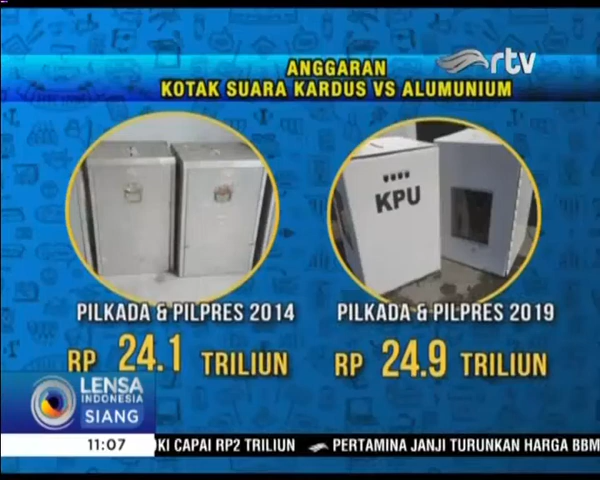 rtv
ANGGARAN
KOTAK SUARA KARDUS VS ALUMUNIUM
KPU
PILKADA & PILPRES 2014
PILKADA & PILPRES 2019
RP 24.1 TRILIUN
RP 24.9 TRILIUN
LENSA
INDONESIA
SIANG
11:07
OKI CAPAI RP2 TRILIUN
PERTAMINA JANJI TURUNKAN HARGA BBM